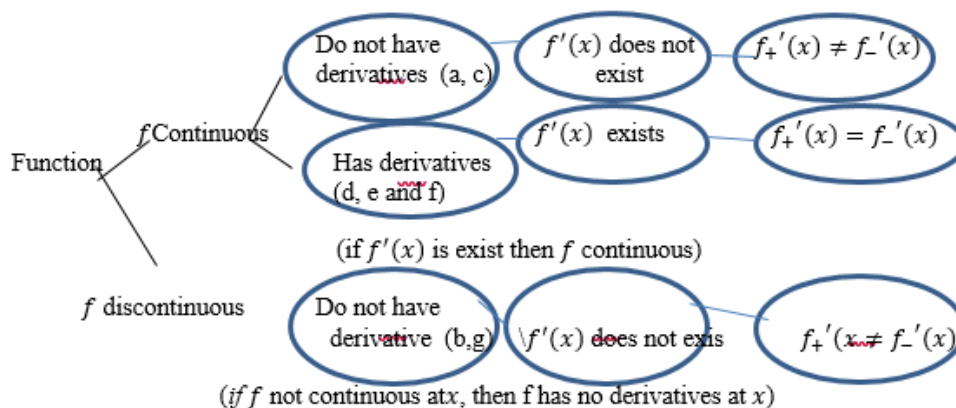 Do not have
derivatives (a, c)
f′(x) does not
exist
f₊′(x) ≠ f₋′(x)
Function
f Continuous
Has derivatives
(d, e and f)
f′(x) exists
f₊′(x) = f₋′(x)
(if f′(x) is exist then f continuous)
f discontinuous
Do not have
derivative (b,g)
\f′(x) does not exis
f₊′(x ≠ f₋′(x)
(if f not continuous atx, then f has no derivatives at x)